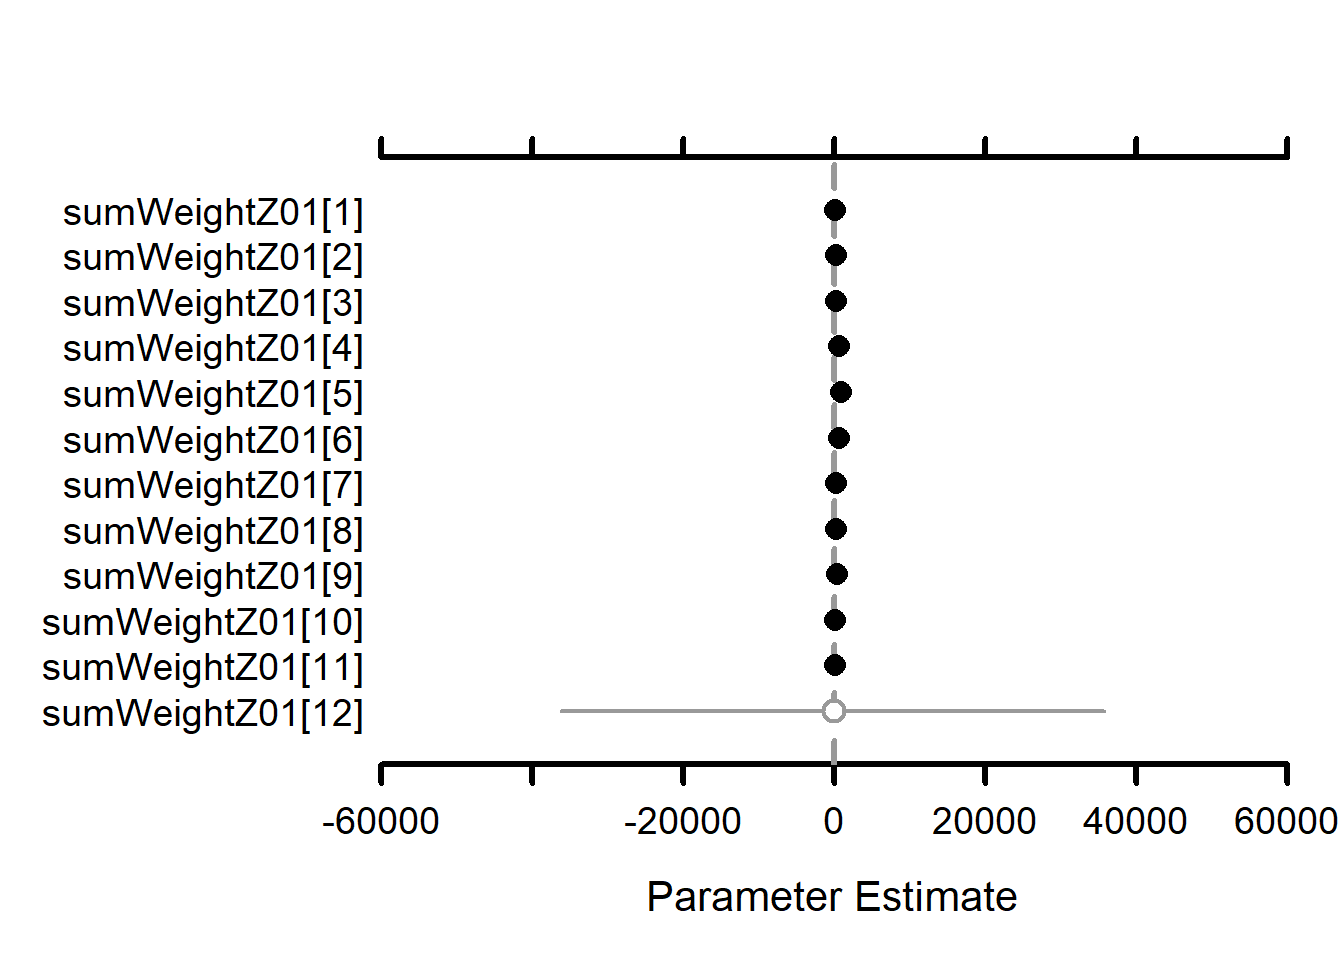 sumWeightZ01[1]
sumWeightZ01[2]
sumWeightZ01[3]
sumWeightZ01[4]
sumWeightZ01[5]
sumWeightZ01[6]
sumWeightZ01[7]
sumWeightZ01[8]
sumWeightZ01[9]
sumWeightZ01[10]
sumWeightZ01[11]
sumWeightZ01[12]
-60000 -20000 0 20000 40000 60000
Parameter Estimate